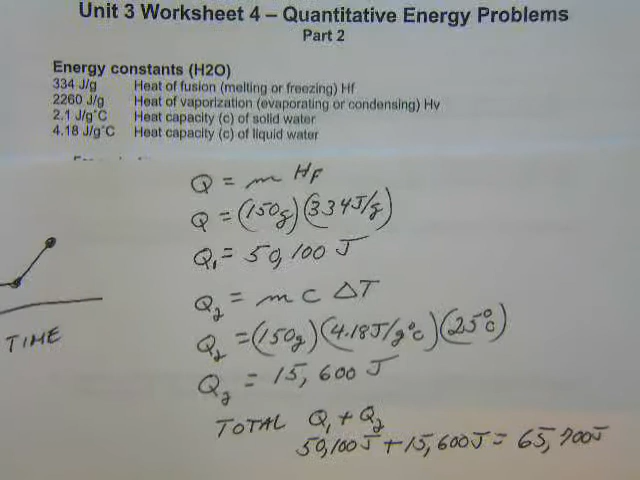 Unit 3 Worksheet 4 – Quantitative Energy Problems
Part 2
Energy constants (H2O)
334 J/g Heat of fusion (melting or freezing) Hf
2260 J/g Heat of vaporization (evaporating or condensing) Hv
2.1 J/g°C Heat capacity (c) of solid water
4.18 J/g°C Heat capacity (c) of liquid water
Q = m HF
Q = (150g)(334J/g)
Q1 = 50,100 J
Q2 = m C ΔT
Q2 = (150g)(4.18J/g°C)(25°C)
Q2 = 15,600 J
TIME
TOTAL Q1 + Q2
50,100J + 15,600J = 65,700J